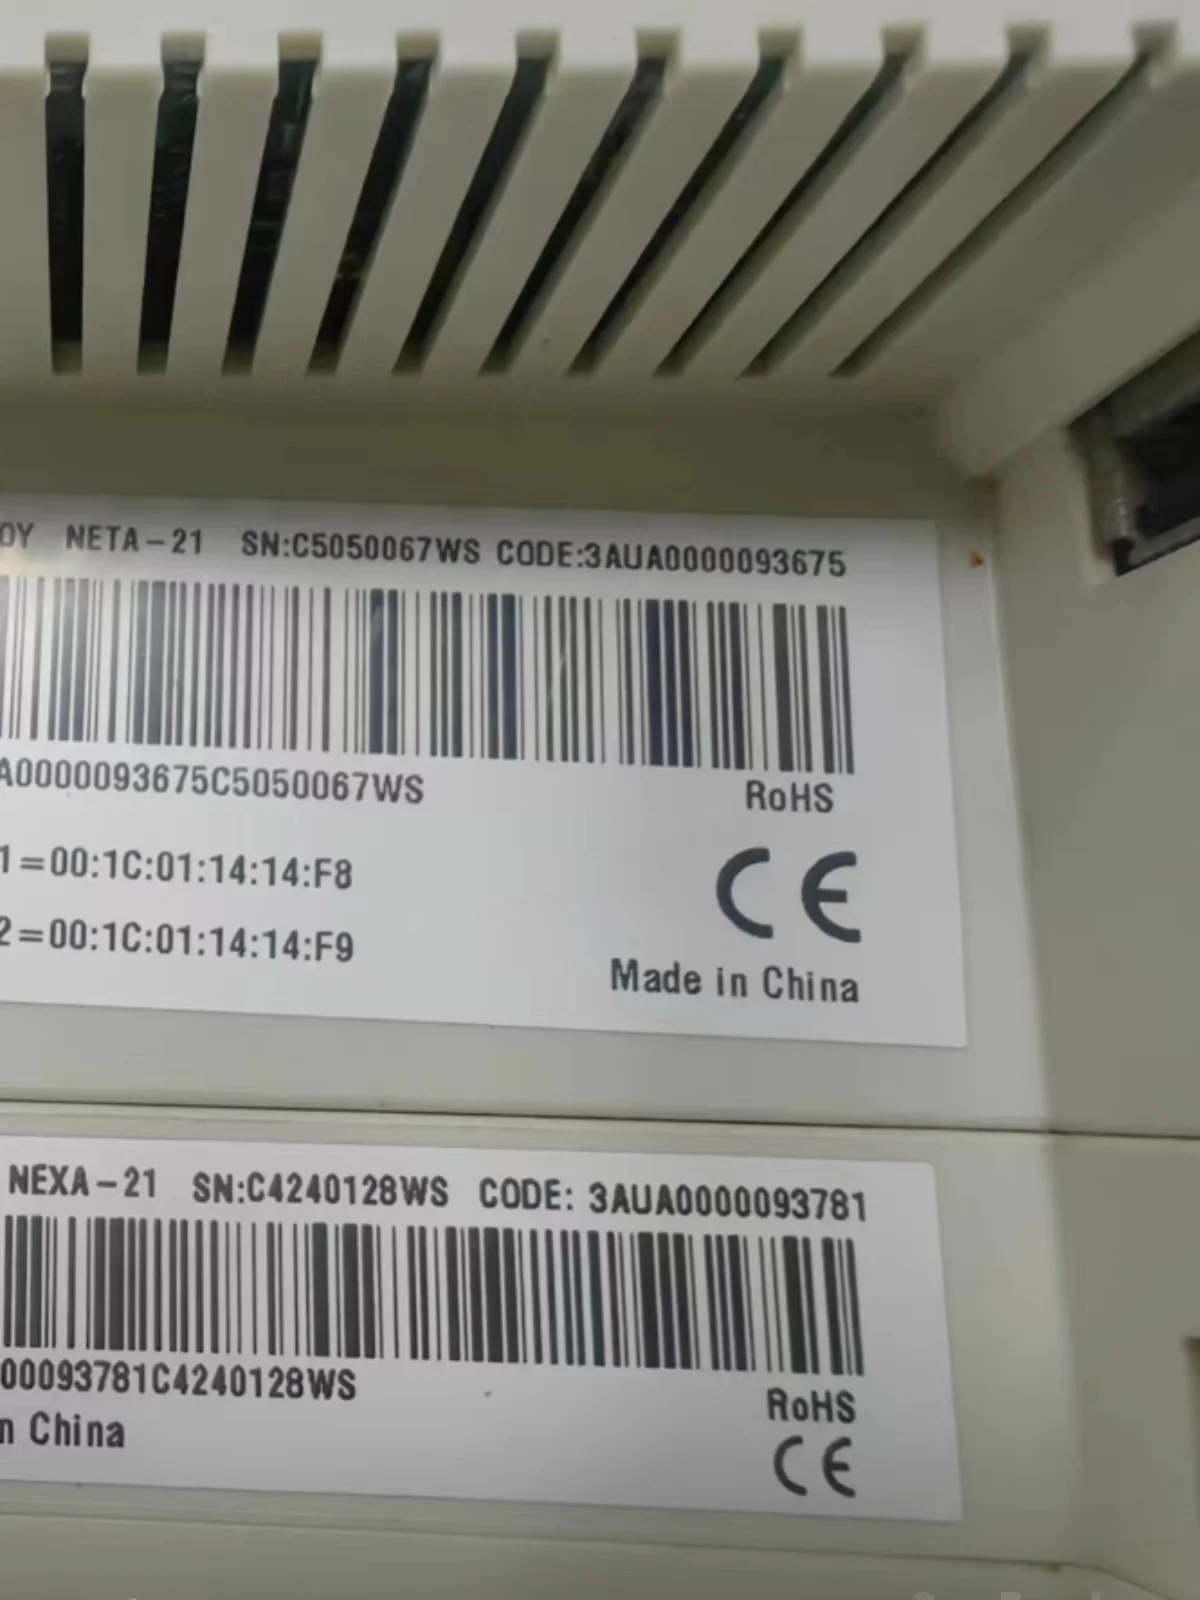 OY NETA-21 SN:C5050067WS CODE:3AUA0000093675
A0000093675C5050067WS
RoHS
1=00:1C:01:14:14:F8
CE
2=00:1C:01:14:14:F9
Made in China
NEXA-21 SN:C4240128WS CODE: 3AUA0000093781
00093781C4240128WS
RoHS
n China
CE